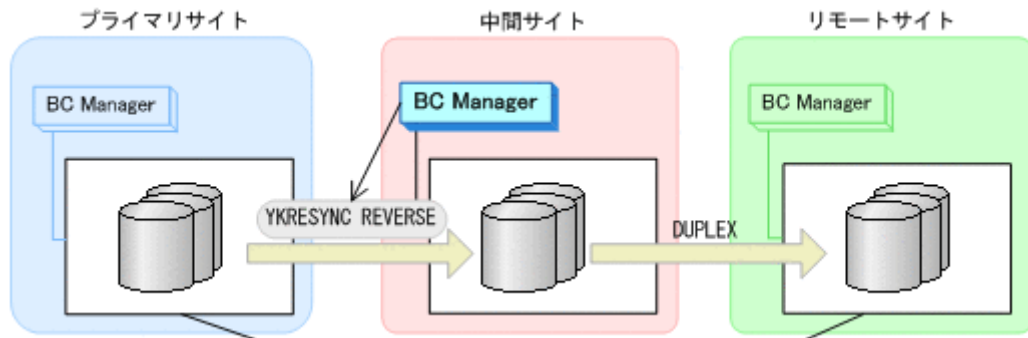 プライマリサイト
中間サイト
リモートサイト
BC Manager
BC Manager
BC Manager
YKRESYNC REVERSE
DUPLEX